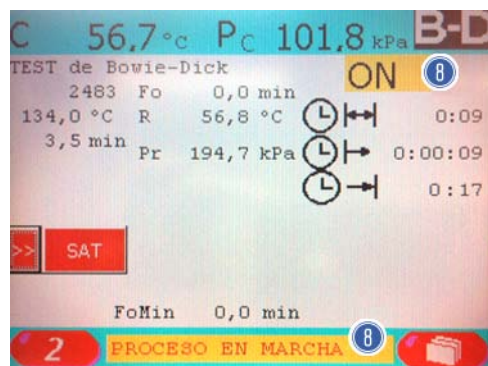 C 56,7 °C PC 101,8 kPa B-D
TEST de Bowie-Dick ON 8
2483 Fo 0,0 min
134,0 °C R 56,8 °C 0:09
3,5 min
Pr 194,7 kPa 0:00:09
0:17
>> SAT
FoMin 0,0 min
2 PROCESO EN MARCHA 8